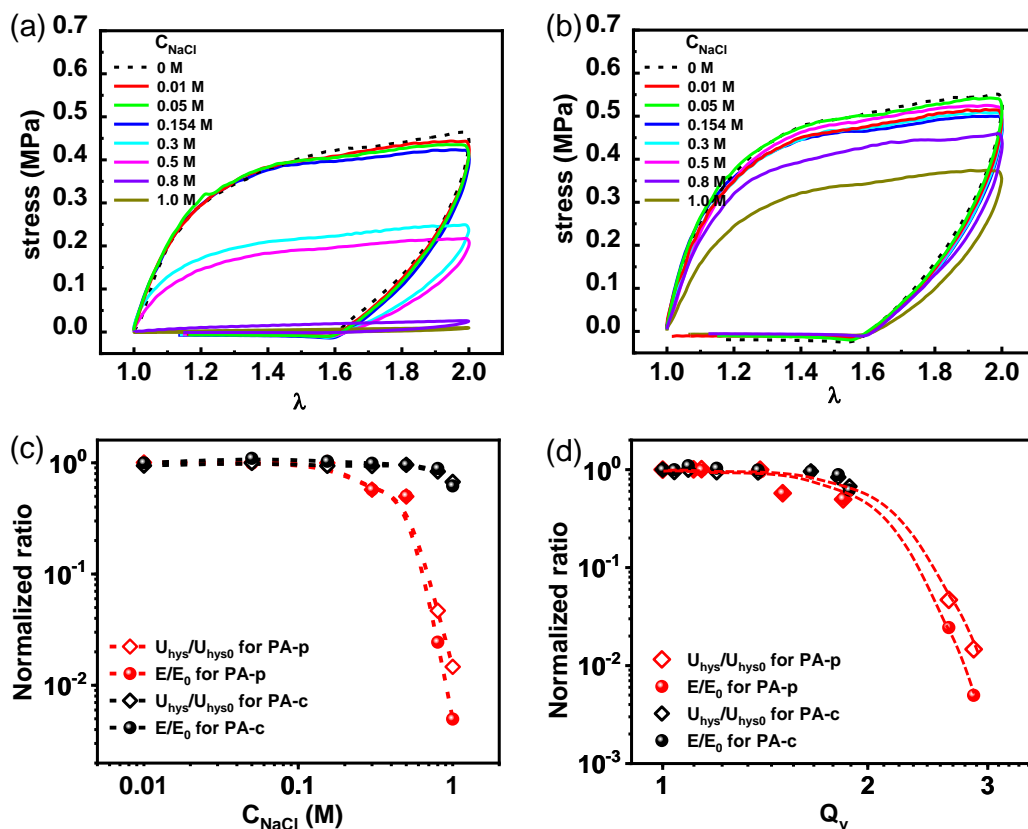 (a)
0.7
0.6
0.5
0.4
0.3
0.2
0.1
0.0
stress (MPa)
C_NaCl
0 M
0.01 M
0.05 M
0.154 M
0.3 M
0.5 M
0.8 M
1.0 M
1.0 1.2 1.4 1.6 1.8 2.0
λ
(b)
0.7
0.6
0.5
0.4
0.3
0.2
0.1
0.0
stress (MPa)
C_NaCl
0 M
0.01 M
0.05 M
0.154 M
0.3 M
0.5 M
0.8 M
1.0 M
1.0 1.2 1.4 1.6 1.8 2.0
λ
(c)
10^0
10^-1
10^-2
Normalized ratio
U_hys/U_hys0 for PA-p
E/E_0 for PA-p
U_hys/U_hys0 for PA-c
E/E_0 for PA-c
0.01 0.1 1
C_NaCl (M)
(d)
10^0
10^-1
10^-2
10^-3
Normalized ratio
U_hys/U_hys0 for PA-p
E/E_0 for PA-p
U_hys/U_hys0 for PA-c
E/E_0 for PA-c
1 2 3
Q_v